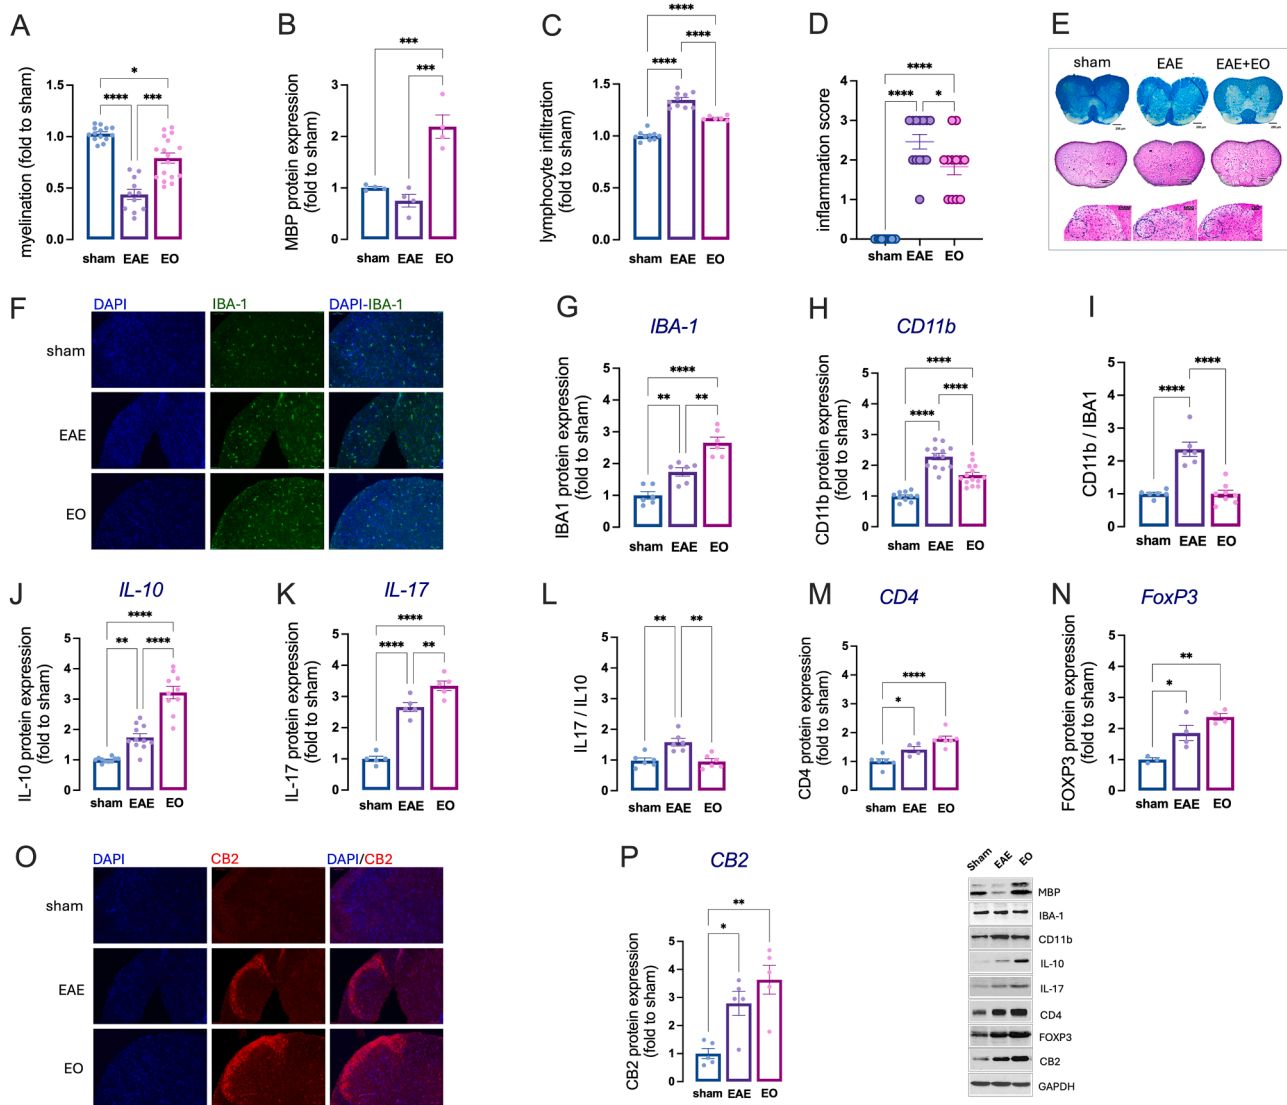 A
myelination (fold to sham)
1.5
1.0
0.5
0.0
*
****
***
sham EAE EO
B
MBP protein expression
(fold to sham)
3
2
1
0
***
***
sham EAE EO
C
lymphocyte infiltration
(fold to sham)
1.5
1.0
0.5
0.0
****
****
****
sham EAE EO
D
inflammation score
4
3
2
1
0
****
****
*
sham EAE EO
E
sham EAE EAE+EO
F
DAPI IBA-1 DAPI-IBA-1
sham
EAE
EO
G
IBA-1
IBA1 protein expression
(fold to sham)
5
4
3
2
1
0
****
**
**
sham EAE EO
H
CD11b
CD11b protein expression
(fold to sham)
5
4
3
2
1
0
****
****
****
sham EAE EO
I
CD11b / IBA1
5
4
3
2
1
0
****
****
sham EAE EO
J
IL-10
IL-10 protein expression
(fold to sham)
5
4
3
2
1
0
****
**
****
sham EAE EO
K
IL-17
IL-17 protein expression
(fold to sham)
5
4
3
2
1
0
****
****
**
sham EAE EO
L
IL17 / IL10
5
4
3
2
1
0
**
**
sham EAE EO
M
CD4
CD4 protein expression
(fold to sham)
5
4
3
2
1
0
****
*
sham EAE EO
N
FoxP3
FOXP3 protein expression
(fold to sham)
5
4
3
2
1
0
**
*
sham EAE EO
O
DAPI CB2 DAPI/CB2
sham
EAE
EO
P
CB2
CB2 protein expression
(fold to sham)
5
4
3
2
1
0
**
*
sham EAE EO
Sham EAE EO
MBP
IBA-1
CD11b
IL-10
IL-17
CD4
FOXP3
CB2
GAPDH